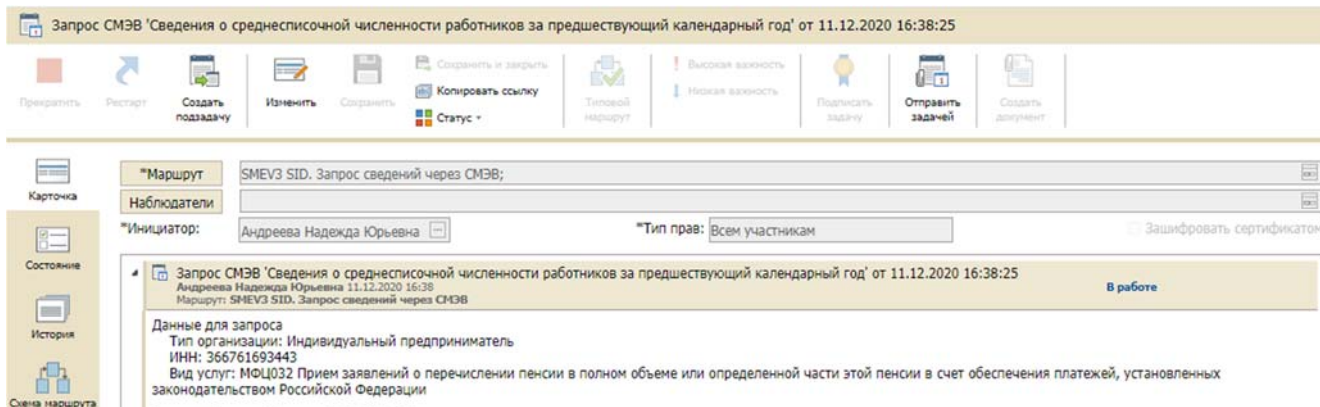 Запрос СМЭВ 'Сведения о среднесписочной численности работников за предшествующий календарный год' от 11.12.2020 16:38:25
Прекратить
Рестарт
Создать подзадачу
Изменить
Сохранить
Сохранить и закрыть
Копировать ссылку
Статус
Типовой маршрут
Высокая важность
Низкая важность
Подписать задачу
Отправить задачей
Создать документ
Карточка
Состояние
История
Схема маршрута
*Маршрут
SMEV3 SID. Запрос сведений через СМЭВ;
Наблюдатели
*Инициатор: Андреева Надежда Юрьевна
*Тип прав: Всем участникам
Зашифровать сертификатом
Запрос СМЭВ 'Сведения о среднесписочной численности работников за предшествующий календарный год' от 11.12.2020 16:38:25
Андреева Надежда Юрьевна 11.12.2020 16:38
Маршрут: SMEV3 SID. Запрос сведений через СМЭВ
В работе
Данные для запроса
Тип организации: Индивидуальный предприниматель
ИНН: 366761693443
Вид услуг: МФЦ032 Прием заявлений о перечислении пенсии в полном объеме или определенной части этой пенсии в счет обеспечения платежей, установленных
законодательством Российской Федерации